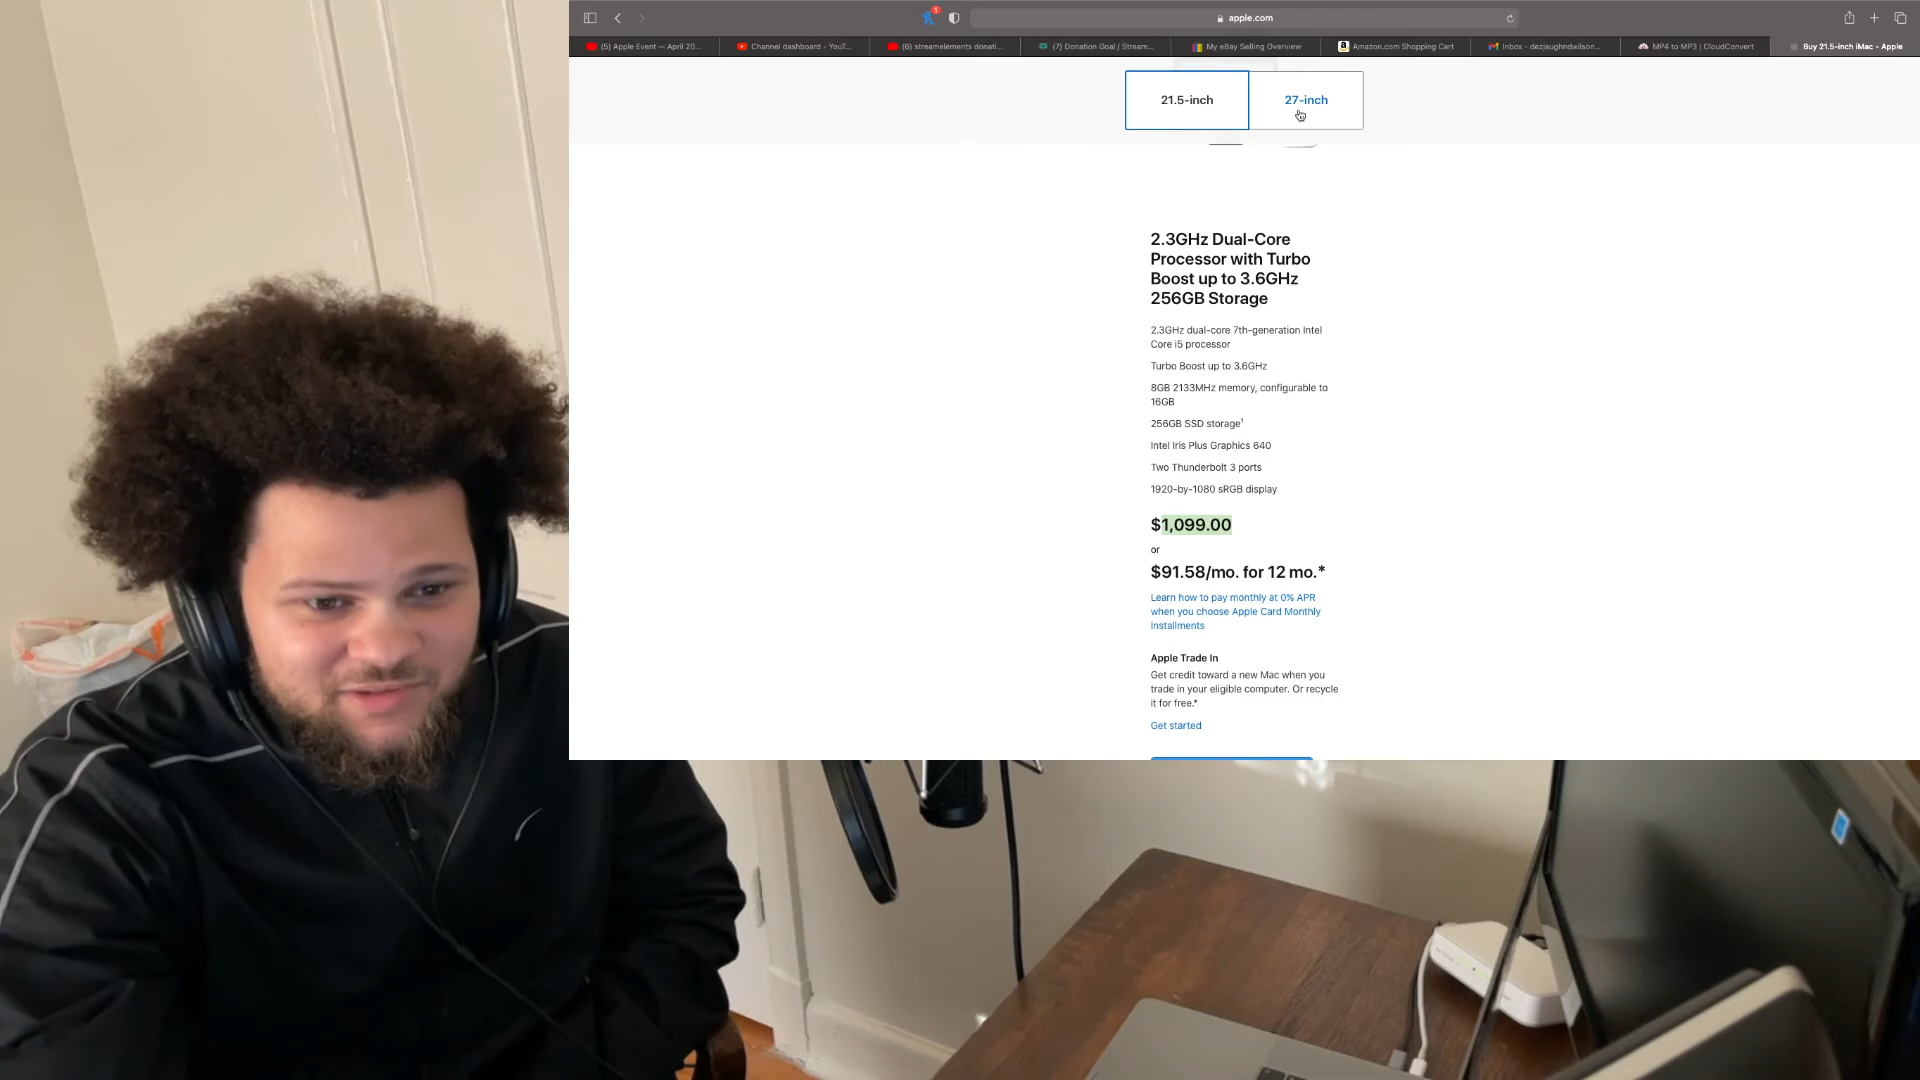 1
apple.com
(5) Apple Event — April 20...
Channel dashboard - YouT...
(6) streamelements donati...
(7) Donation Goal / Stream...
My eBay Selling Overview
Amazon.com Shopping Cart
Inbox - dezjaughndwilson...
MP4 to MP3 | CloudConvert
Buy 21.5-inch iMac - Apple
21.5-inch
27-inch
2.3GHz Dual-Core
Processor with Turbo
Boost up to 3.6GHz
256GB Storage
2.3GHz dual-core 7th-generation Intel
Core i5 processor
Turbo Boost up to 3.6GHz
8GB 2133MHz memory, configurable to
16GB
256GB SSD storage¹
Intel Iris Plus Graphics 640
Two Thunderbolt 3 ports
1920-by-1080 sRGB display
$1,099.00
or
$91.58/mo. for 12 mo.*
Learn how to pay monthly at 0% APR
when you choose Apple Card Monthly
Installments
Apple Trade In
Get credit toward a new Mac when you
trade in your eligible computer. Or recycle
it for free.*
Get started